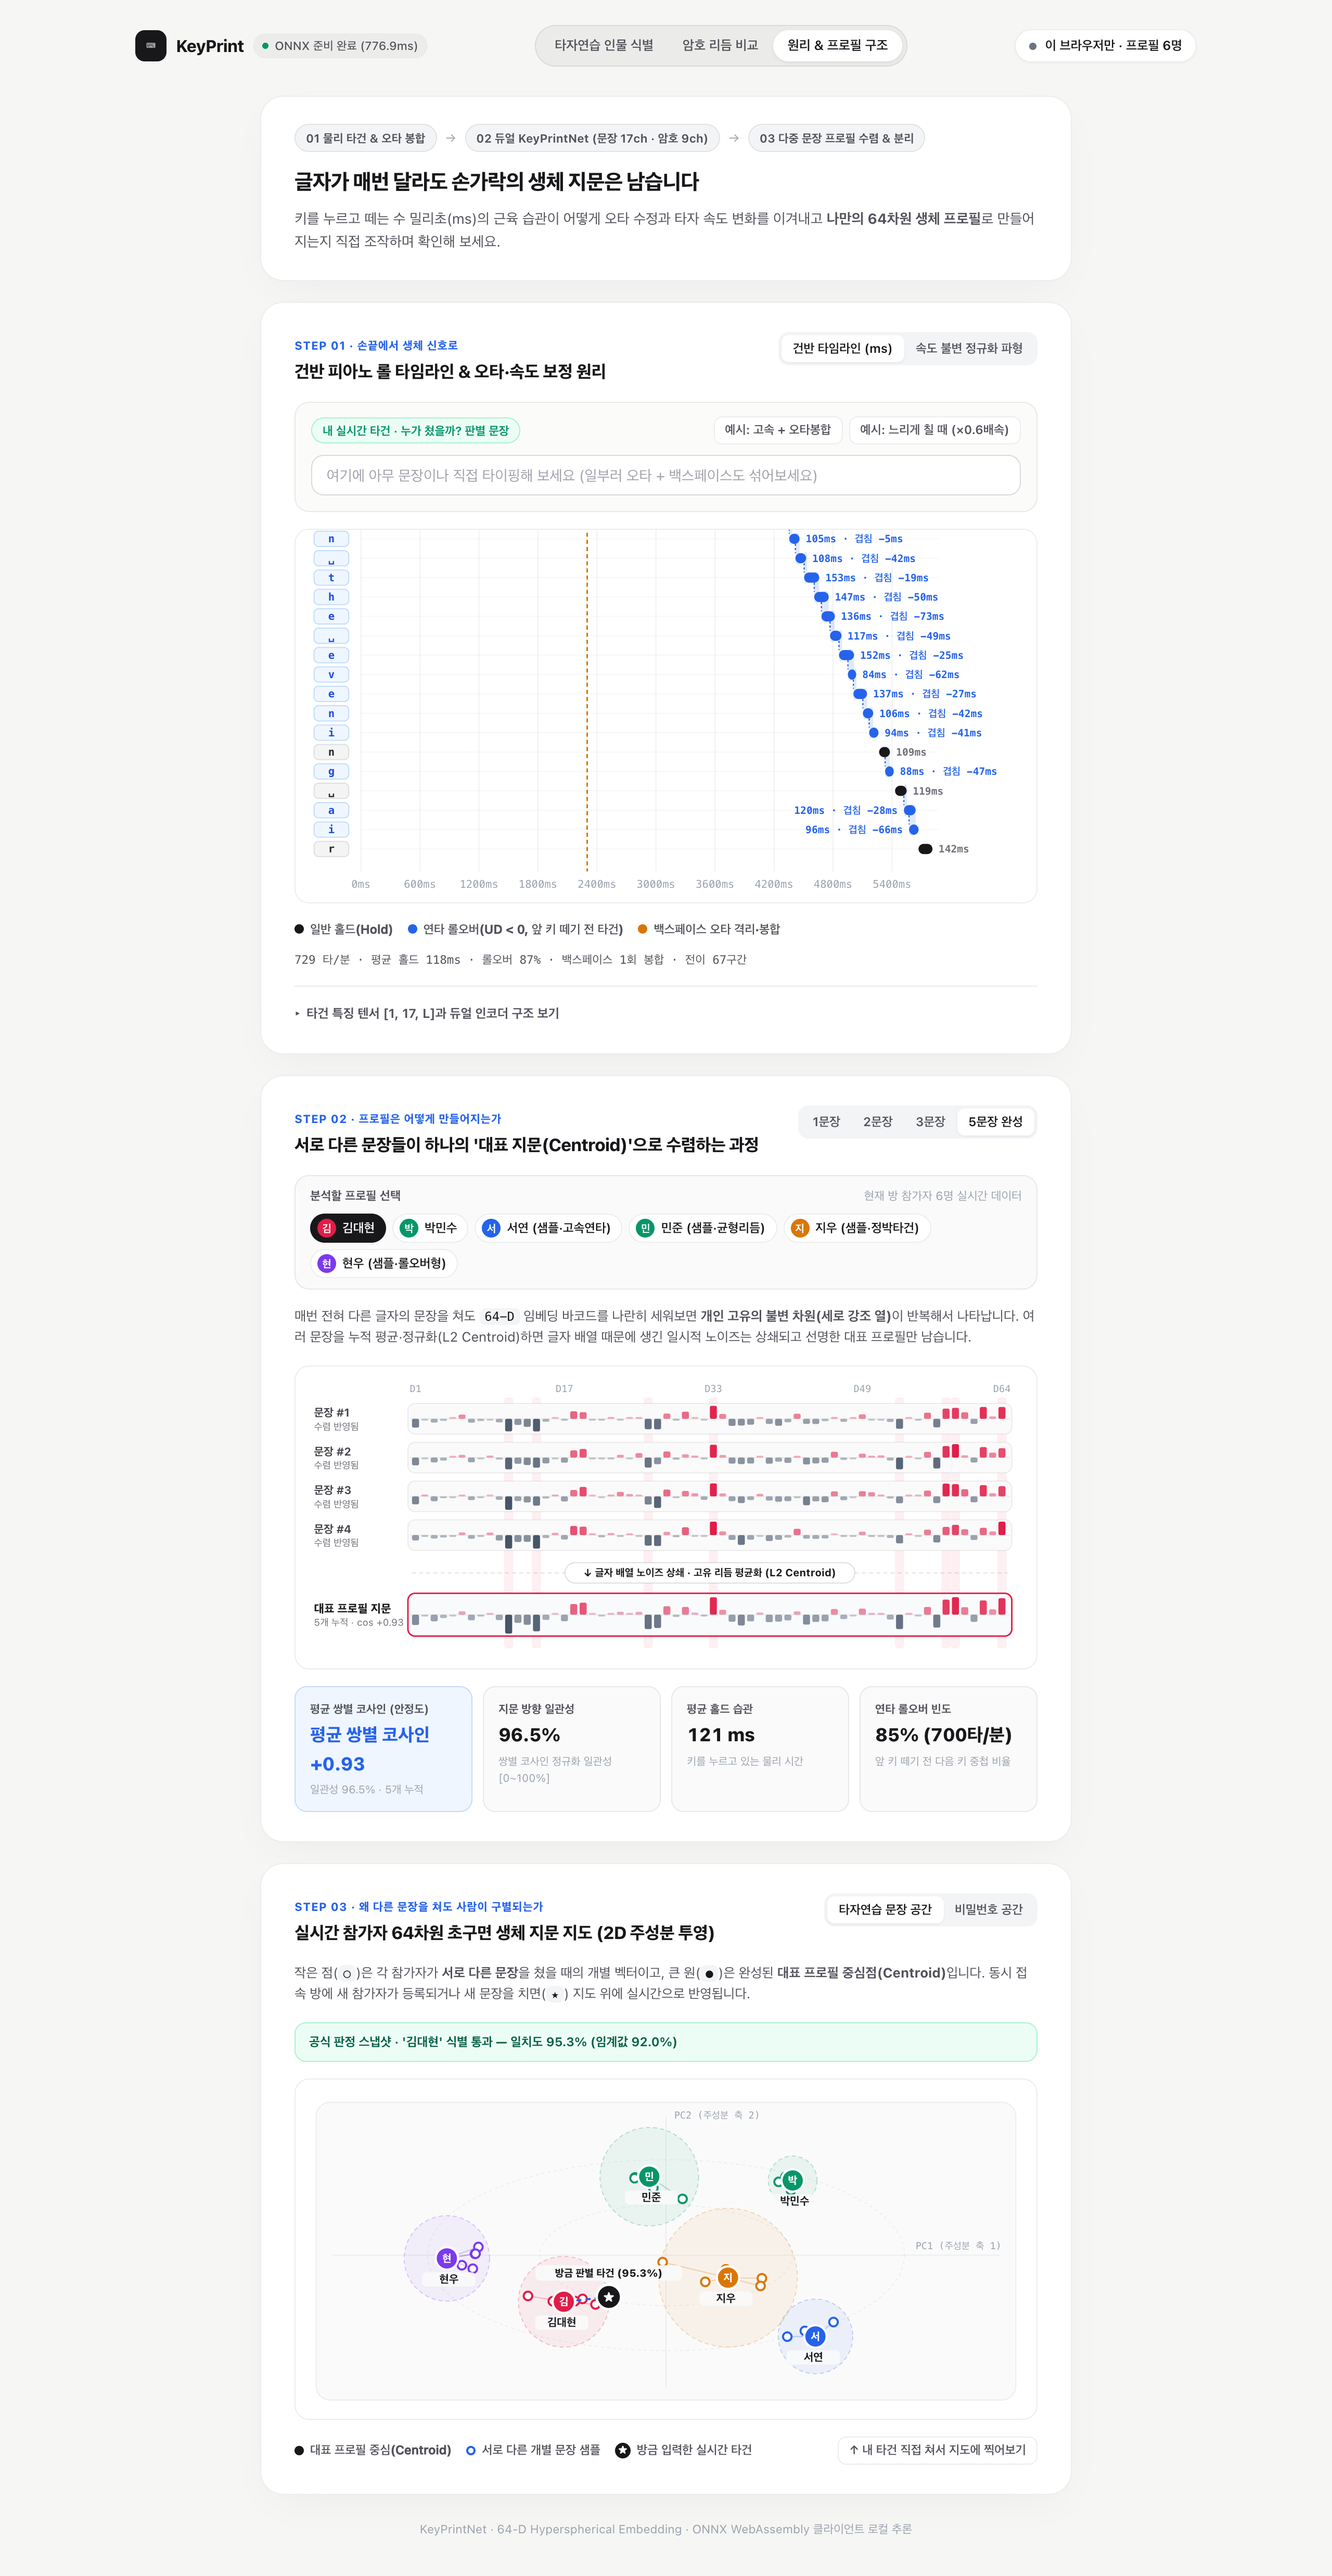 KeyPrint
ONNX 준비 완료 (776.9ms)
타자연습 인물 식별
암호 리듬 비교
원리 & 프로필 구조
이 브라우저만 · 프로필 6명
01 물리 타건 & 오타 봉합 → 02 듀얼 KeyPrintNet (문장 17ch · 암호 9ch) → 03 다중 문장 프로필 수렴 & 분리
글자가 매번 달라도 손가락의 생체 지문은 남습니다
키를 누르고 떼는 수 밀리초(ms)의 근육 습관이 어떻게 오타 수정과 타자 속도 변화를 이겨내고 나만의 64차원 생체 프로필로 만들어
지는지 직접 조작하며 확인해 보세요.
STEP 01 · 손끝에서 생체 신호로
건반 피아노 롤 타임라인 & 오타·속도 보정 원리
건반 타임라인 (ms)
속도 불변 정규화 파형
내 실시간 타건 · 누가 쳤을까? 판별 문장
예시: 고속 + 오타봉합
예시: 느리게 칠 때 (×0.6배속)
여기에 아무 문장이나 직접 타이핑해 보세요 (일부러 오타 + 백스페이스도 섞어보세요)
n 105ms · 겹침 −5ms
␣ 108ms · 겹침 −42ms
t 153ms · 겹침 −19ms
h 147ms · 겹침 −50ms
e 136ms · 겹침 −73ms
␣ 117ms · 겹침 −49ms
e 152ms · 겹침 −25ms
v 84ms · 겹침 −62ms
e 137ms · 겹침 −27ms
n 106ms · 겹침 −42ms
i 94ms · 겹침 −41ms
n 109ms
g 88ms · 겹침 −47ms
␣ 119ms
a 120ms · 겹침 −28ms
i 96ms · 겹침 −66ms
r 142ms
0ms 600ms 1200ms 1800ms 2400ms 3000ms 3600ms 4200ms 4800ms 5400ms
일반 홀드(Hold) 연타 롤오버(UD < 0, 앞 키 떼기 전 타건) 백스페이스 오타 격리·봉합
729 타/분 · 평균 홀드 118ms · 롤오버 87% · 백스페이스 1회 봉합 · 전이 67구간
▸ 타건 특징 텐서 [1, 17, L]과 듀얼 인코더 구조 보기
STEP 02 · 프로필은 어떻게 만들어지는가
서로 다른 문장들이 하나의 '대표 지문(Centroid)'으로 수렴하는 과정
1문장 2문장 3문장 5문장 완성
분석할 프로필 선택
현재 방 참가자 6명 실시간 데이터
김 김대현 박 박민수 서 서연 (샘플·고속연타) 민 민준 (샘플·균형리듬) 지 지우 (샘플·정박타건)
현 현우 (샘플·롤오버형)
매번 전혀 다른 글자의 문장을 쳐도 64-D 임베딩 바코드를 나란히 세워보면 개인 고유의 불변 차원(세로 강조 열)이 반복해서 나타납니다. 여
러 문장을 누적 평균·정규화(L2 Centroid)하면 글자 배열 때문에 생긴 일시적 노이즈는 상쇄되고 선명한 대표 프로필만 남습니다.
D1 D17 D33 D49 D64
문장 #1
수렴 반영됨
문장 #2
수렴 반영됨
문장 #3
수렴 반영됨
문장 #4
수렴 반영됨
↓ 글자 배열 노이즈 상쇄 · 고유 리듬 평균화 (L2 Centroid)
대표 프로필 지문
5개 누적 · cos +0.93
평균 쌍별 코사인 (안정도)
평균 쌍별 코사인
+0.93
일관성 96.5% · 5개 누적
지문 방향 일관성
96.5%
쌍별 코사인 정규화 일관성
[0~100%]
평균 홀드 습관
121 ms
키를 누르고 있는 물리 시간
연타 롤오버 빈도
85% (700타/분)
앞 키 떼기 전 다음 키 중첩 비율
STEP 03 · 왜 다른 문장을 쳐도 사람이 구별되는가
실시간 참가자 64차원 초구면 생체 지문 지도 (2D 주성분 투영)
타자연습 문장 공간
비밀번호 공간
작은 점(○)은 각 참가자가 서로 다른 문장을 쳤을 때의 개별 벡터이고, 큰 원(●)은 완성된 대표 프로필 중심점(Centroid)입니다. 동시 접
속 방에 새 참가자가 등록되거나 새 문장을 치면(★) 지도 위에 실시간으로 반영됩니다.
공식 판정 스냅샷 · '김대현' 식별 통과 — 일치도 95.3% (임계값 92.0%)
PC2 (주성분 축 2)
민
민준
박
박민수
PC1 (주성분 축 1)
현
현우
방금 판별 타건 (95.3%)
김
김대현
지
지우
서
서연
대표 프로필 중심(Centroid) 서로 다른 개별 문장 샘플 방금 입력한 실시간 타건
↑ 내 타건 직접 쳐서 지도에 찍어보기
KeyPrintNet · 64-D Hyperspherical Embedding · ONNX WebAssembly 클라이언트 로컬 추론